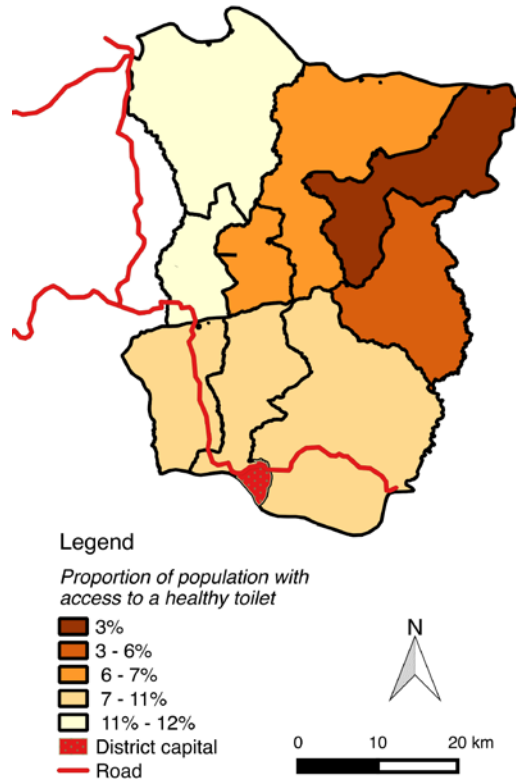 Legend
Proportion of population with
access to a healthy toilet
3%
3 - 6%
6 - 7%
7 - 11%
11% - 12%
District capital
Road
N
0 10 20 km